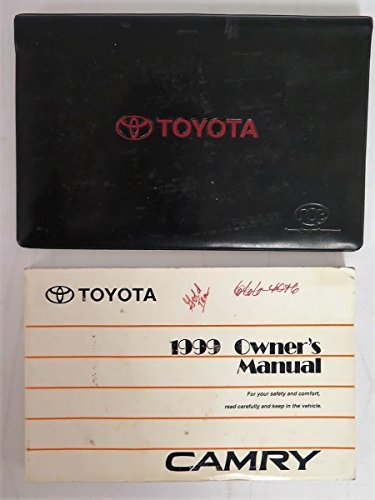 TOYOTA
TOYOTA
1999 Owner's
Manual
For your safety and comfort,
read carefully and keep in the vehicle.
CAMRY